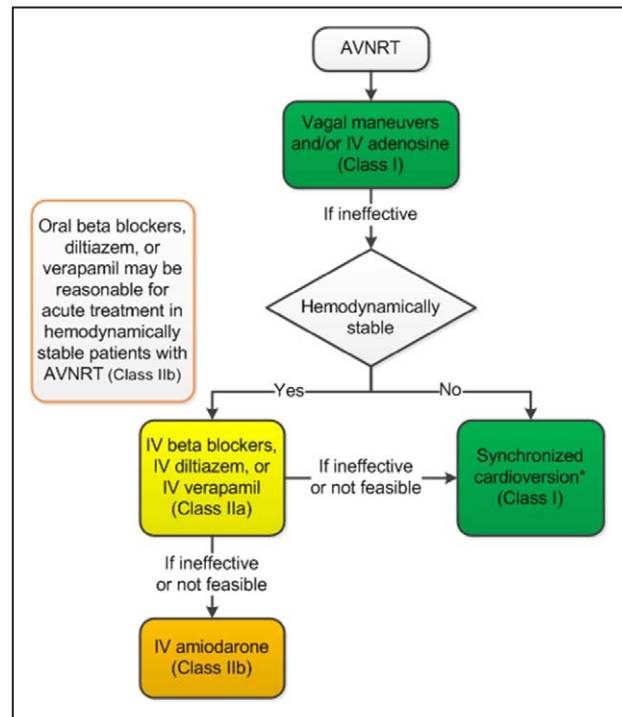 AVNRT
Vagal maneuvers
and/or IV adenosine
(Class I)
If ineffective
Oral beta blockers,
diltiazem, or
verapamil may be
reasonable for
acute treatment in
hemodynamically
stable patients with
AVNRT (Class IIb)
Hemodynamically
stable
Yes
No
IV beta blockers,
IV diltiazem, or
IV verapamil
(Class IIa)
If ineffective
or not feasible
Synchronized
cardioversion*
(Class I)
If ineffective
or not feasible
IV amiodarone
(Class IIb)